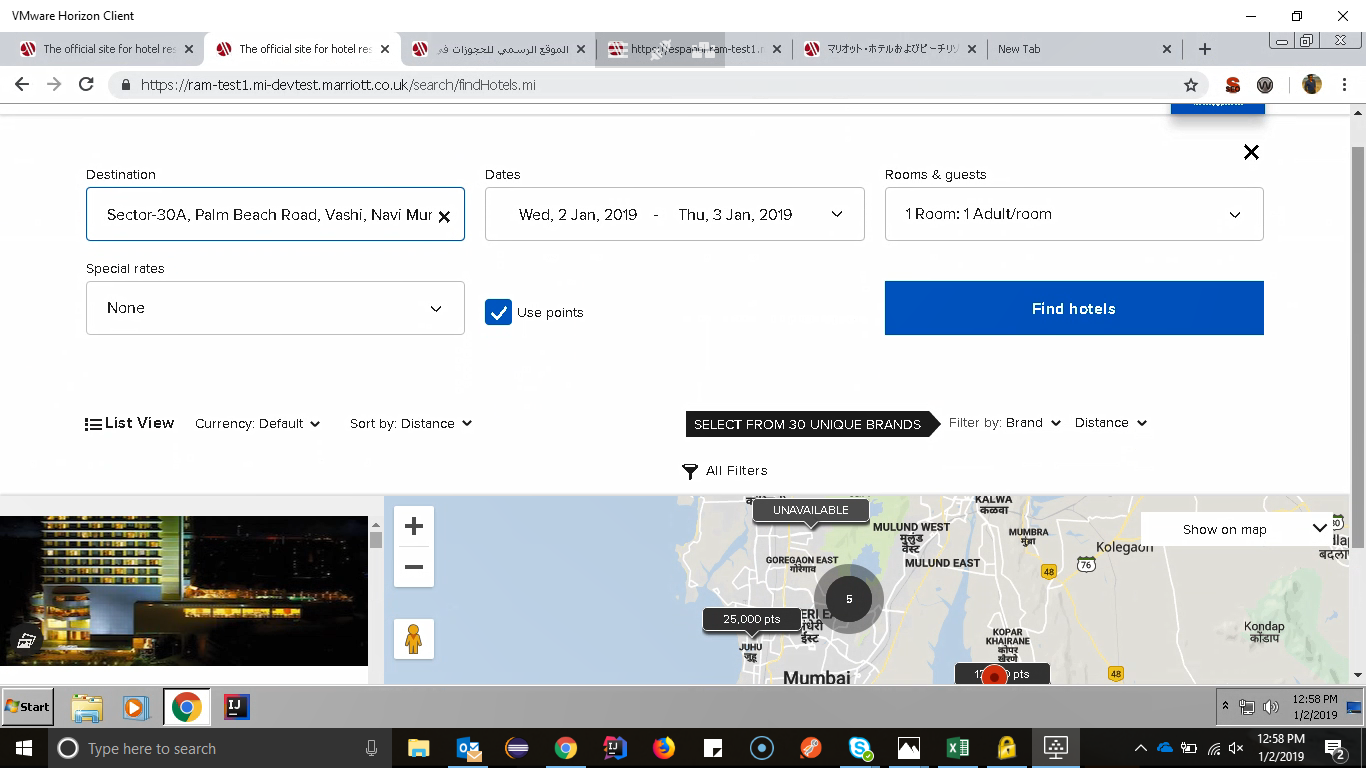 VMware Horizon Client
The official site for hotel res
The official site for hotel res
الموقع الرسمي للحجوزات في
https://espanol.ram-test1.r
マリオット・ホテルおよびビーチリゾ
New Tab
https://ram-test1.mi-devtest.marriott.co.uk/search/findHotels.mi
Destination
Dates
Rooms & guests
Sector-30A, Palm Beach Road, Vashi, Navi Mur
Wed, 2 Jan, 2019 - Thu, 3 Jan, 2019
1 Room: 1 Adult/room
Special rates
None
Use points
Find hotels
List View
Currency: Default
Sort by: Distance
SELECT FROM 30 UNIQUE BRANDS
Filter by: Brand
Distance
All Filters
UNAVAILABLE
KALWA
कळवा
MULUND WEST
मुलुंड
वेस्ट
MUMBRA
मुंब्रा
Show on map
80
Kolegaon
बदला
GOREGAON EAST
गोरेगाव
MULUND EAST
48
76
5
25,000 pts
ERI E
ईस्ट
JUHU
जुहू
KOPAR
KHAIRANE
कोपर
खैरणे
Kondap
कोंडाप
Mumbai
pts
48
Start
12:58 PM
1/2/2019
Type here to search
12:58 PM
1/2/2019
2